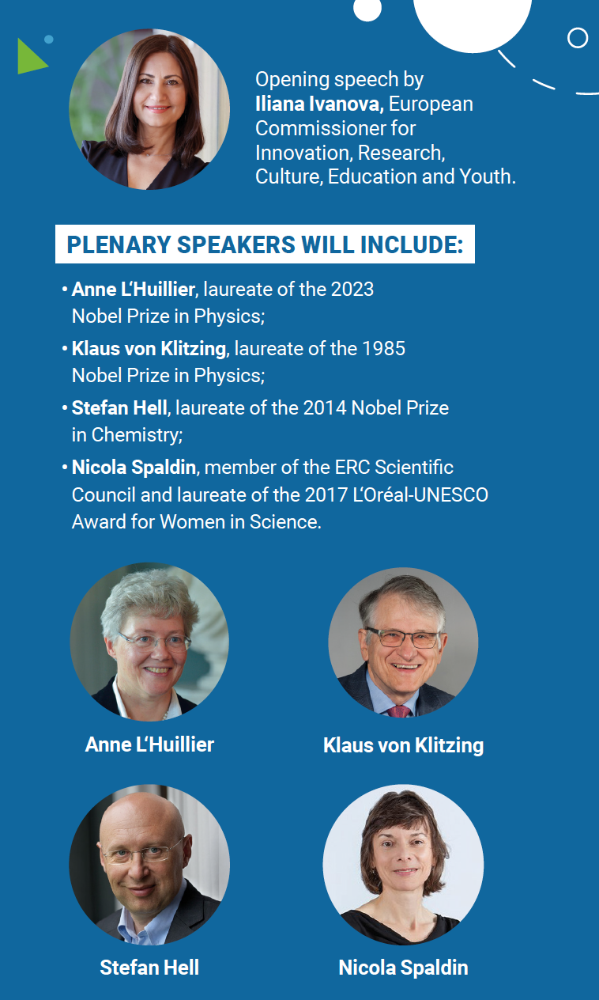 Opening speech by
Iliana Ivanova, European
Commissioner for
Innovation, Research,
Culture, Education and Youth.
PLENARY SPEAKERS WILL INCLUDE:
• Anne L‘Huillier, laureate of the 2023
Nobel Prize in Physics;
• Klaus von Klitzing, laureate of the 1985
Nobel Prize in Physics;
• Stefan Hell, laureate of the 2014 Nobel Prize
in Chemistry;
• Nicola Spaldin, member of the ERC Scientific
Council and laureate of the 2017 L‘Oréal-UNESCO
Award for Women in Science.
Anne L‘Huillier
Klaus von Klitzing
Stefan Hell
Nicola Spaldin